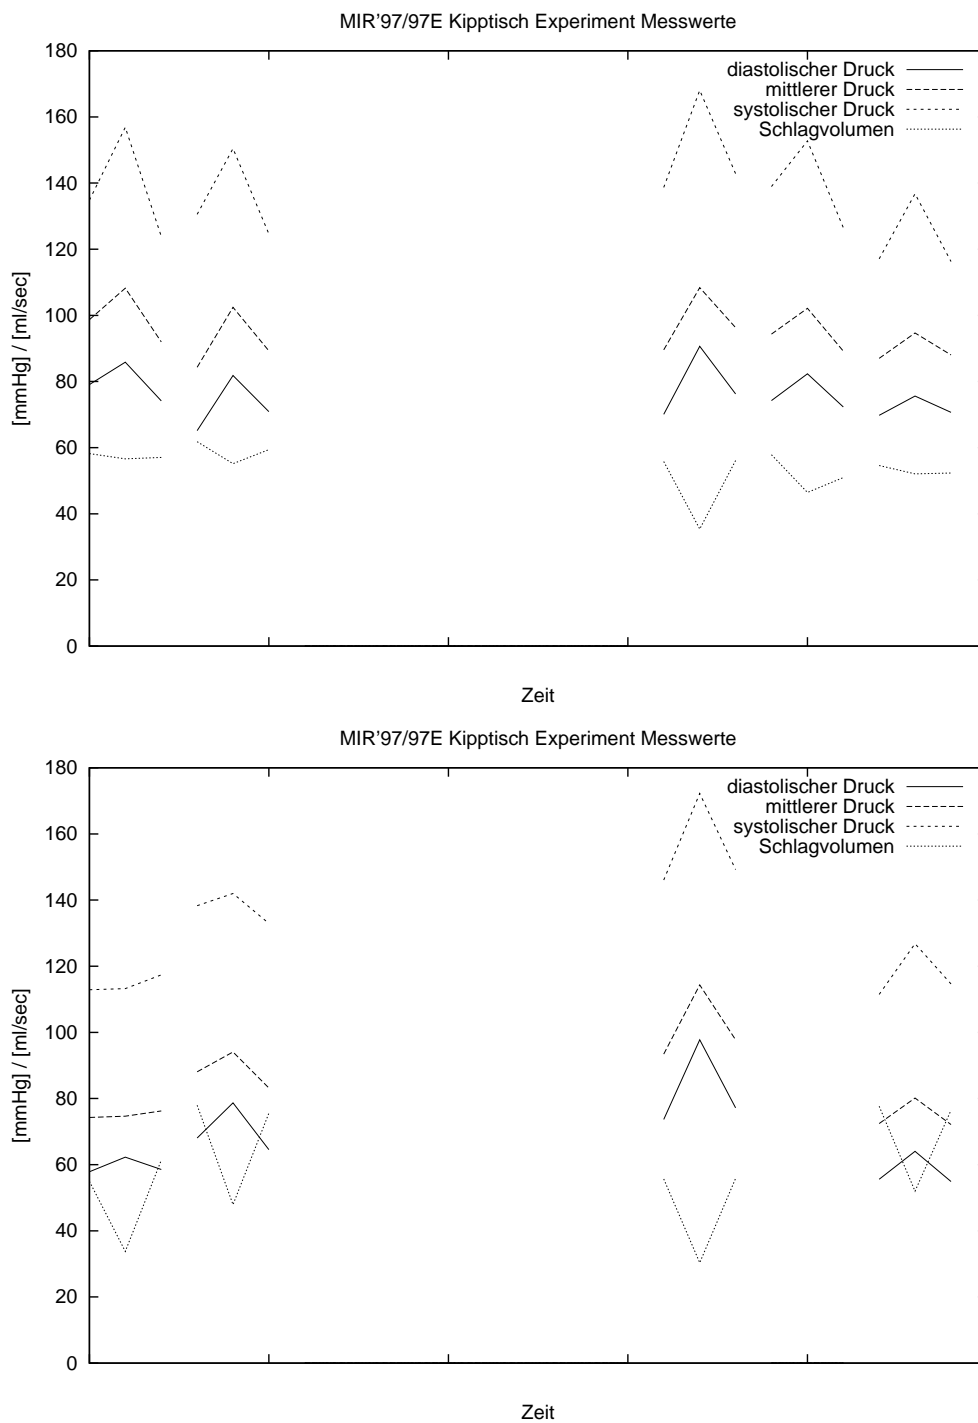 MIR'97/97E Kipptisch Experiment Messwerte
180
160
140
120
100
80
60
40
20
0
[mmHg] / [ml/sec]
diastolischer Druck
mittlerer Druck
systolischer Druck
Schlagvolumen
Zeit
MIR'97/97E Kipptisch Experiment Messwerte
180
160
140
120
100
80
60
40
20
0
[mmHg] / [ml/sec]
diastolischer Druck
mittlerer Druck
systolischer Druck
Schlagvolumen
Zeit